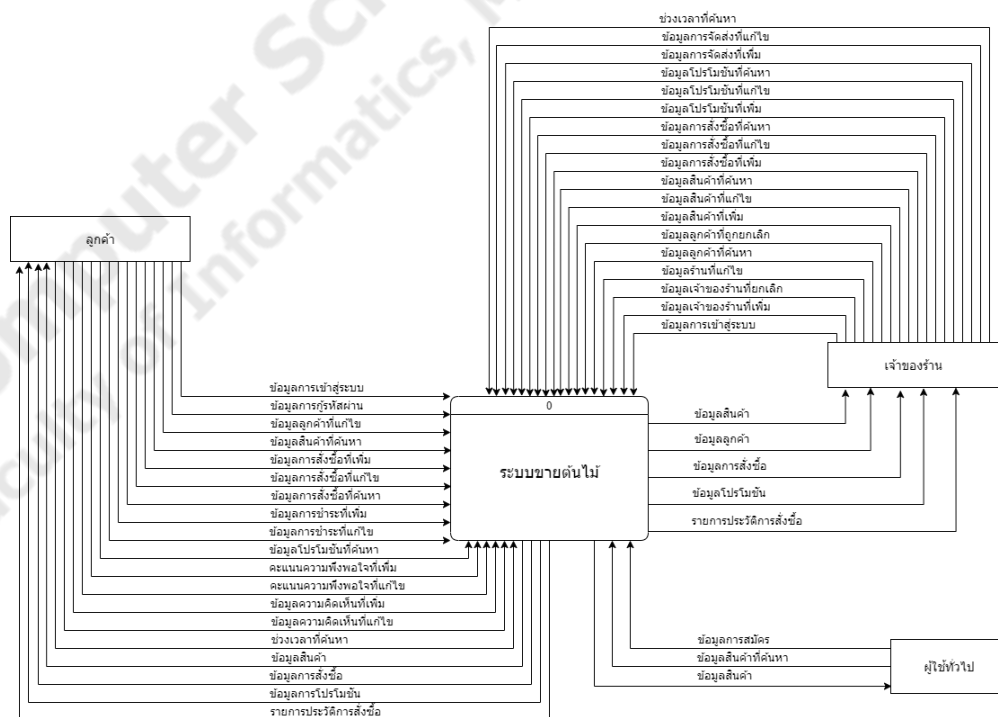 ช่วงเวลาที่ค้นหา
ข้อมูลการจัดส่งที่แก้ไข
ข้อมูลการจัดส่งที่เพิ่ม
ข้อมูลโปรโมชันที่ค้นหา
ข้อมูลโปรโมชันที่แก้ไข
ข้อมูลโปรโมชันที่เพิ่ม
ข้อมูลการสั่งซื้อที่ค้นหา
ข้อมูลการสั่งซื้อที่แก้ไข
ข้อมูลการสั่งซื้อที่เพิ่ม
ข้อมูลสินค้าที่ค้นหา
ข้อมูลสินค้าที่แก้ไข
ข้อมูลสินค้าที่เพิ่ม
ข้อมูลลูกค้าที่ถูกยกเลิก
ข้อมูลลูกค้าที่ค้นหา
ข้อมูลร้านที่แก้ไข
ข้อมูลเจ้าของร้านที่ยกเลิก
ข้อมูลเจ้าของร้านที่เพิ่ม
ข้อมูลการเข้าสู่ระบบ
ลูกค้า
เจ้าของร้าน
ข้อมูลการเข้าสู่ระบบ
ข้อมูลการกู้รหัสผ่าน
ข้อมูลลูกค้าที่แก้ไข
ข้อมูลสินค้าที่ค้นหา
ข้อมูลการสั่งซื้อที่เพิ่ม
ข้อมูลการสั่งซื้อที่แก้ไข
ข้อมูลการสั่งซื้อที่ค้นหา
ข้อมูลการชำระที่เพิ่ม
ข้อมูลการชำระที่แก้ไข
ข้อมูลโปรโมชันที่ค้นหา
คะแนนความพึงพอใจที่เพิ่ม
คะแนนความพึงพอใจที่แก้ไข
ข้อมูลความคิดเห็นที่เพิ่ม
ข้อมูลความคิดเห็นที่แก้ไข
ช่วงเวลาที่ค้นหา
ข้อมูลสินค้า
ข้อมูลการสั่งซื้อ
ข้อมูลการโปรโมชัน
รายการประวัติการสั่งซื้อ
0
ระบบขายต้นไม้
ข้อมูลสินค้า
ข้อมูลลูกค้า
ข้อมูลการสั่งซื้อ
ข้อมูลโปรโมชัน
รายการประวัติการสั่งซื้อ
ข้อมูลการสมัคร
ข้อมูลสินค้าที่ค้นหา
ข้อมูลสินค้า
ผู้ใช้ทั่วไป